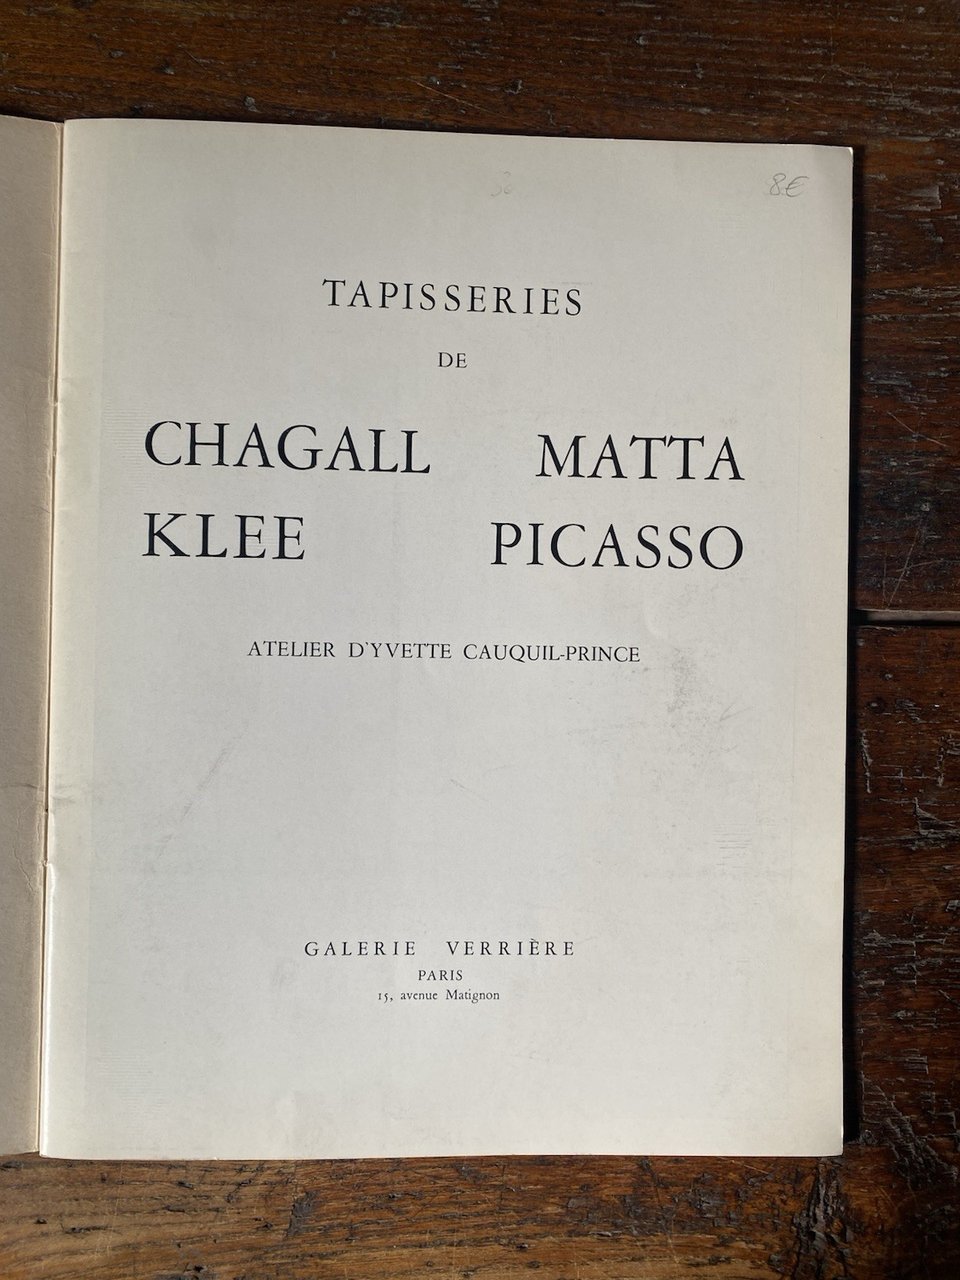 8€
TAPISSERIES
DE
CHAGALL MATTA
KLEE PICASSO
ATELIER D'YVETTE CAUQUIL-PRINCE
GALERIE VERRIÈRE
PARIS
15, avenue Matignon